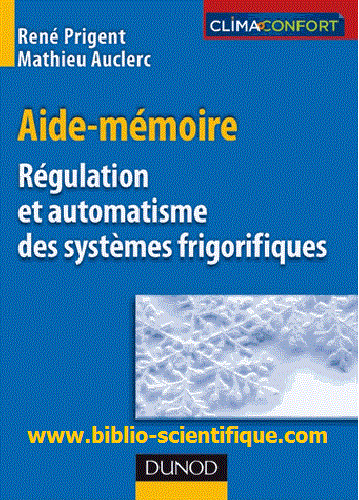 René Prigent
Mathieu Auclerc
CLIMA CONFORT
Aide-mémoire
Régulation
et automatisme
des systèmes frigorifiques
www.biblio-scientifique.com
DUNOD